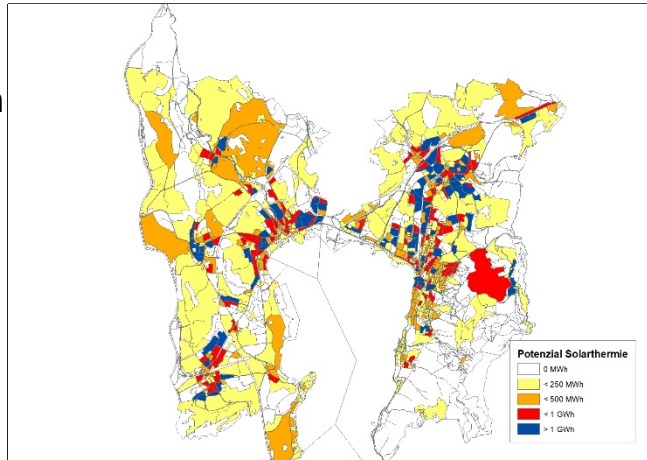 Potenzial Solarthermie
0 MWh
< 250 MWh
< 500 MWh
< 1 GWh
> 1 GWh